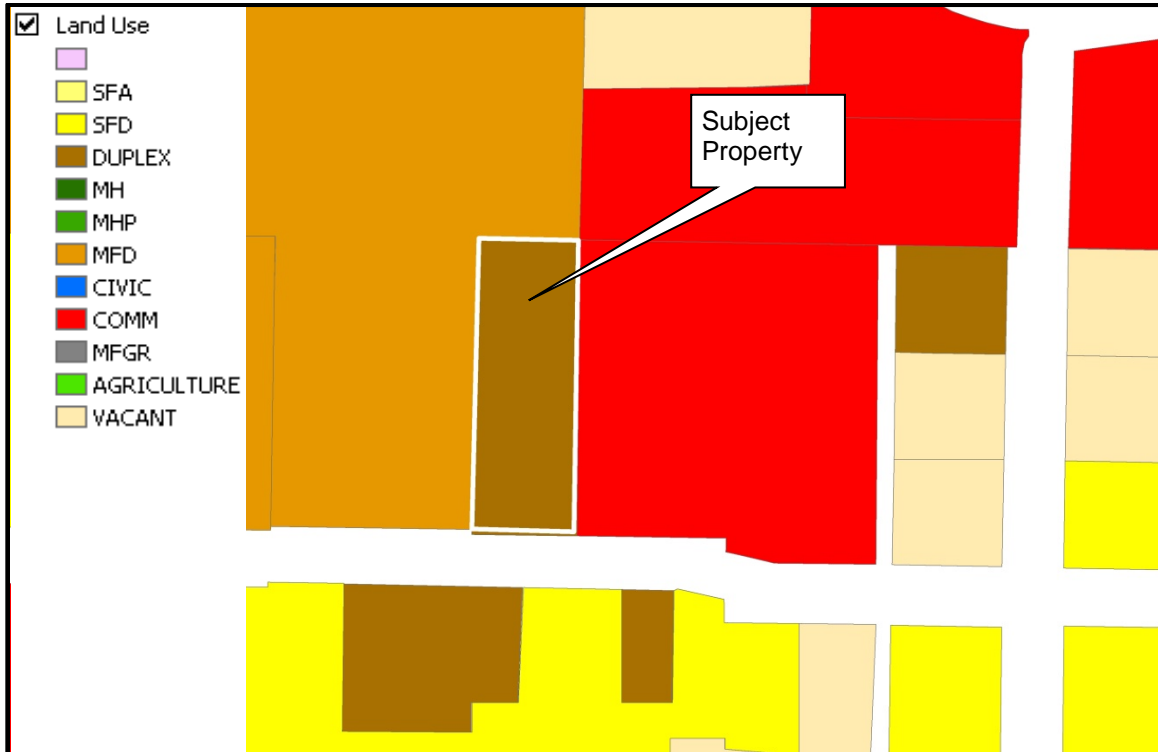 Land Use
SFA
SFD
DUPLEX
MH
MHP
MFD
CIVIC
COMM
MFGR
AGRICULTURE
VACANT
Subject
Property